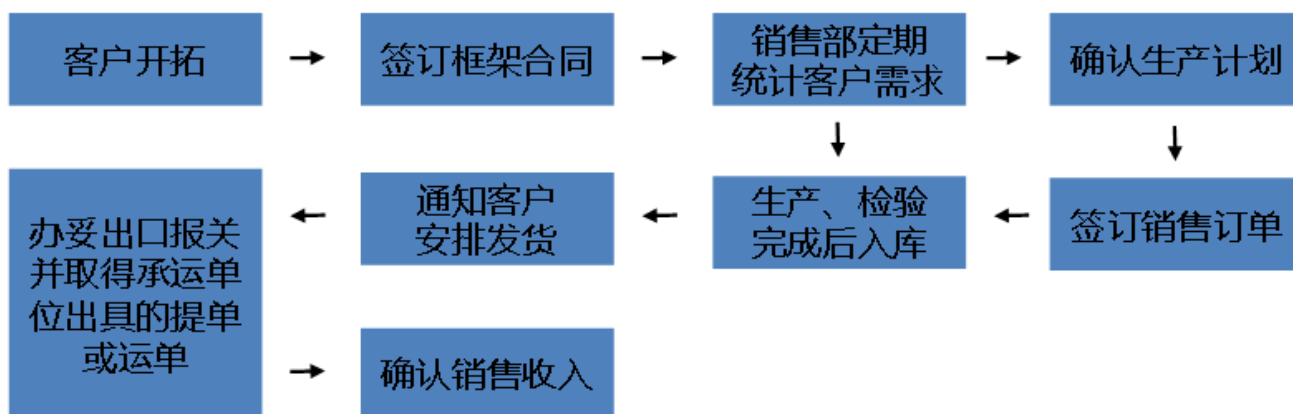 客户开拓
签订框架合同
销售部定期
统计客户需求
确认生产计划
办妥出口报关
并取得承运单
位出具的提单
或运单
通知客户
安排发货
生产、检验
完成后入库
签订销售订单
确认销售收入